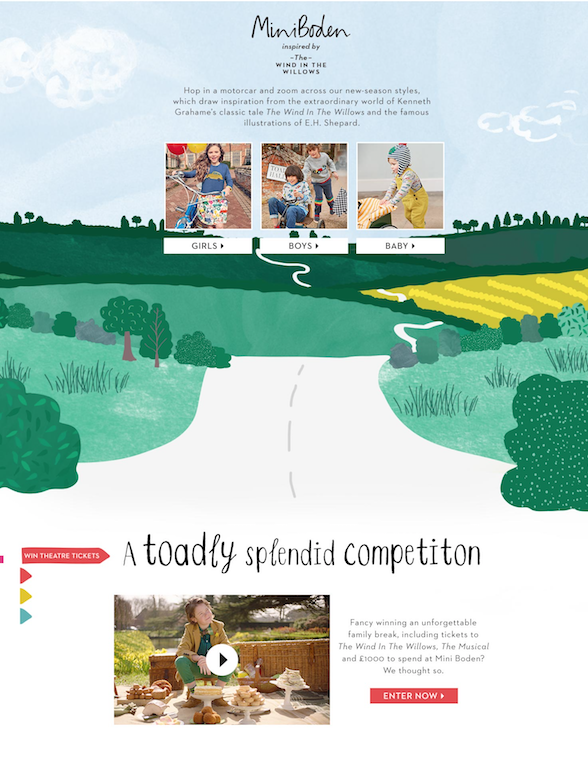 MiniBoden
inspired by
–The–
WIND IN THE
WILLOWS
Hop in a motorcar and zoom across our new-season styles,
which draw inspiration from the extraordinary world of Kenneth
Grahame's classic tale The Wind In The Willows and the famous
illustrations of E.H. Shepard.
GIRLS
BOYS
BABY
WIN THEATRE TICKETS
A toadly splendid competiton
Fancy winning an unforgettable
family break, including tickets to
The Wind In The Willows, The Musical
and £1000 to spend at Mini Boden?
We thought so.
ENTER NOW